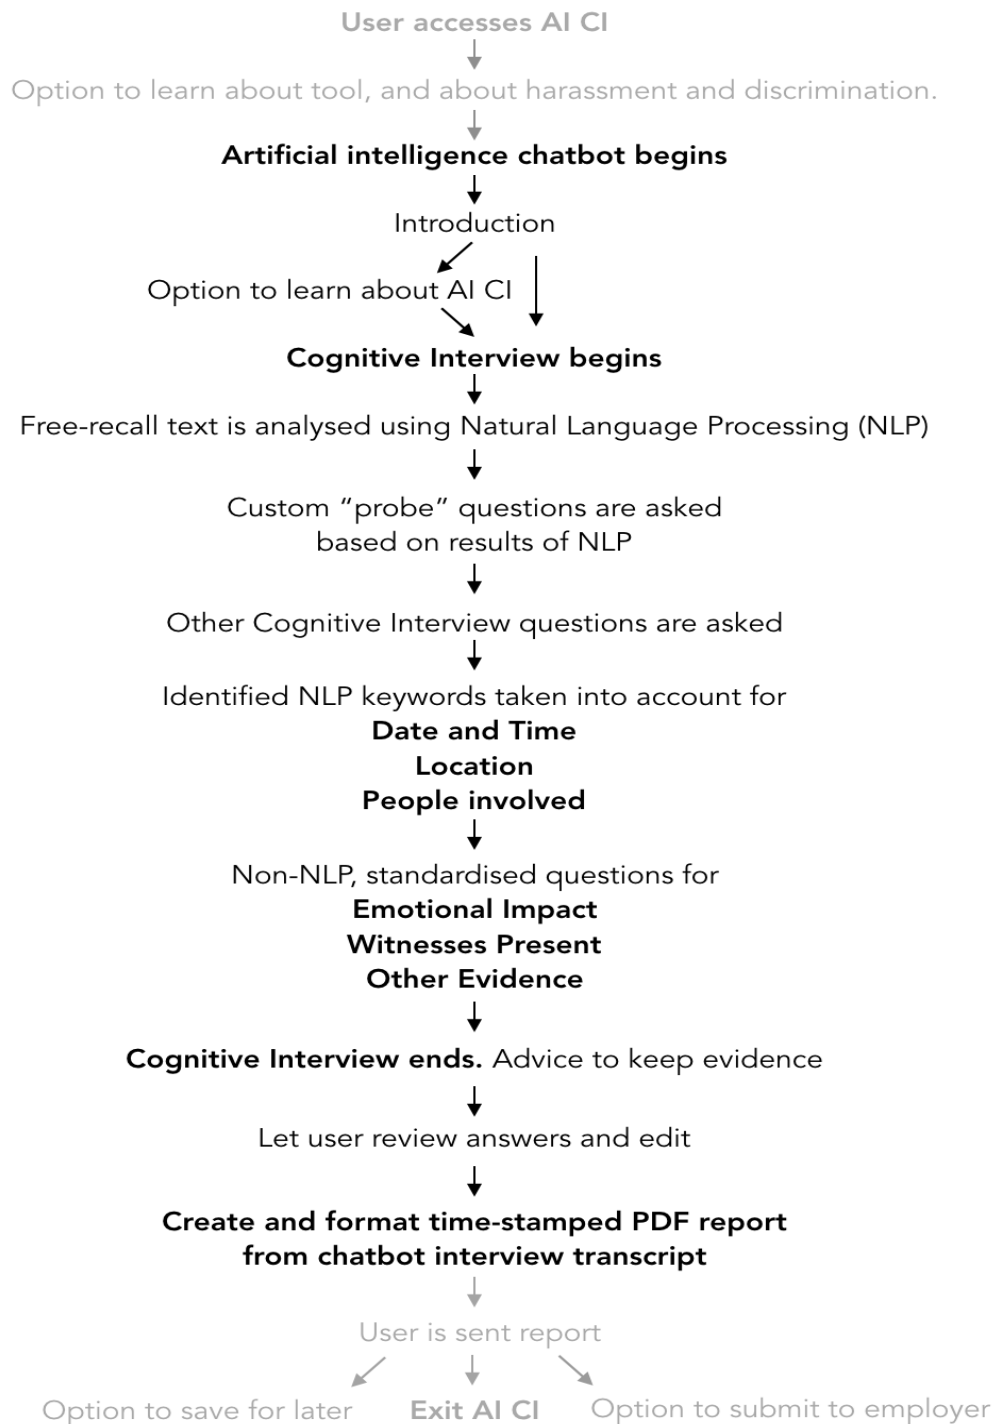 User accesses AI CI
Option to learn about tool, and about harassment and discrimination.
Artificial intelligence chatbot begins
Introduction
Option to learn about AI CI
Cognitive Interview begins
Free-recall text is analysed using Natural Language Processing (NLP)
Custom “probe” questions are asked
based on results of NLP
Other Cognitive Interview questions are asked
Identified NLP keywords taken into account for
Date and Time
Location
People involved
Non-NLP, standardised questions for
Emotional Impact
Witnesses Present
Other Evidence
Cognitive Interview ends. Advice to keep evidence
Let user review answers and edit
Create and format time-stamped PDF report
from chatbot interview transcript
User is sent report
Option to save for later
Exit AI CI
Option to submit to employer